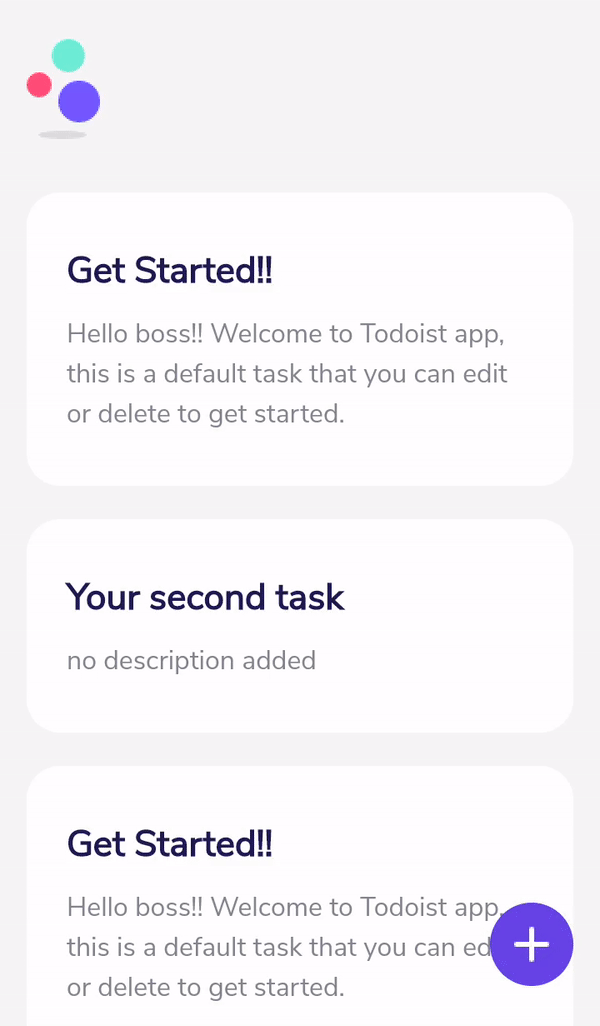 Get Started!!
Hello boss!! Welcome to Todoist app,
this is a default task that you can edit
or delete to get started.
Your second task
no description added
Get Started!!
Hello boss!! Welcome to Todoist app,
this is a default task that you can ed
or delete to get started.